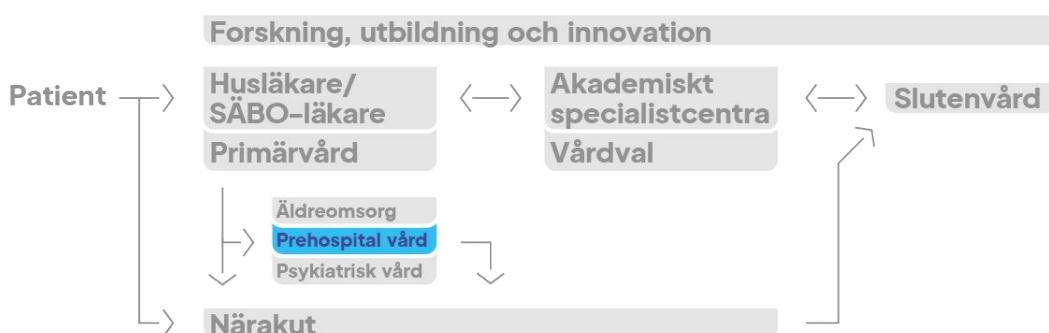 Forskning, utbildning och innovation
Patient
Husläkare/
SÄBO-läkare
Primärvård
Akademiskt
specialistcentra
Vårdval
Slutenvård
Äldreomsorg
Prehospital vård
Psykiatrisk vård
Närakut